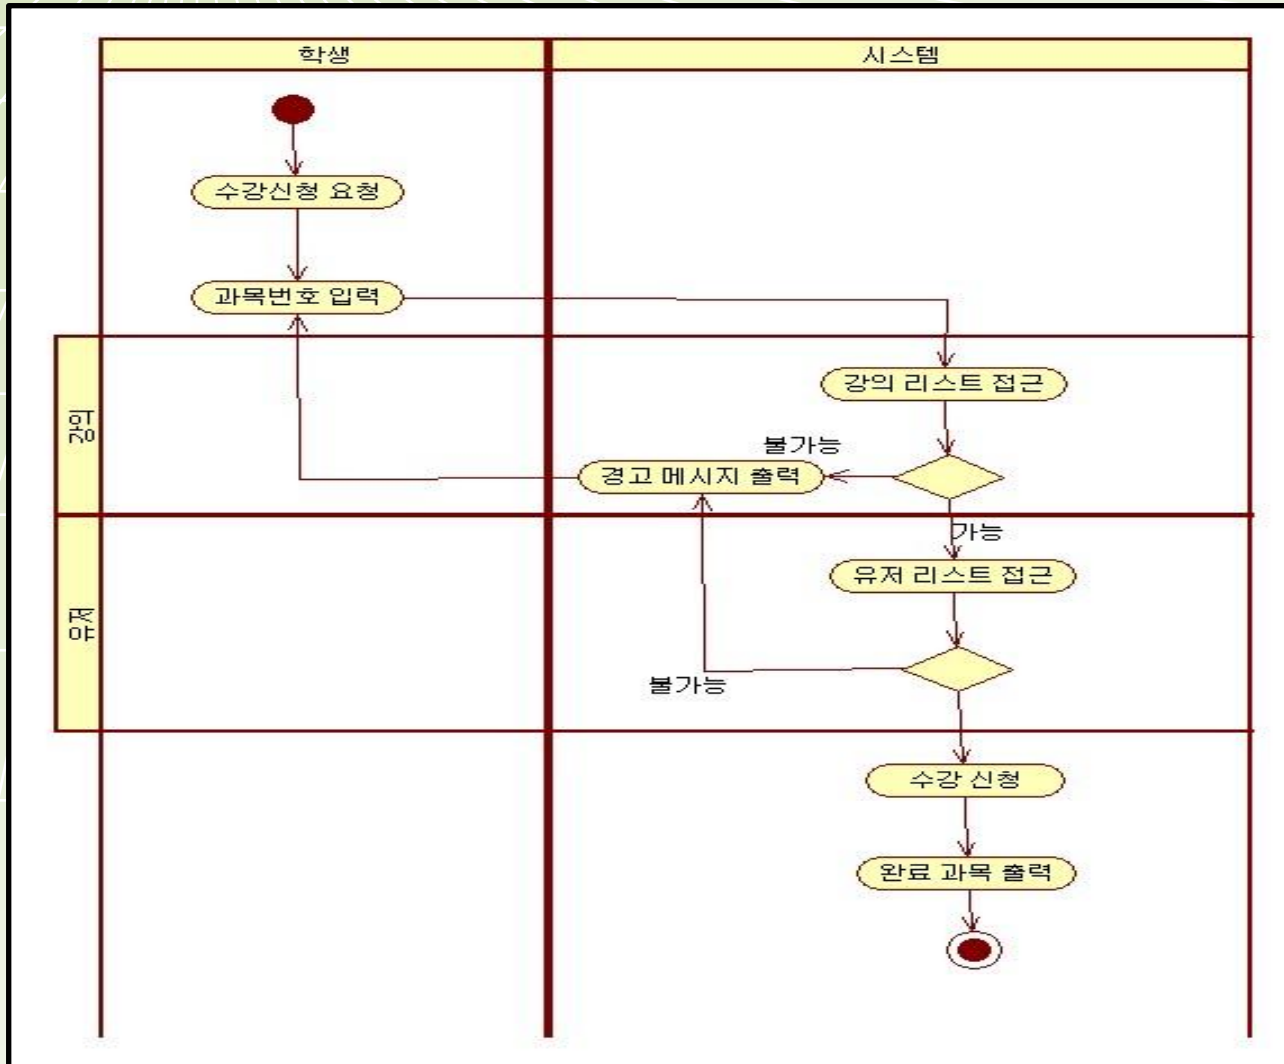 학생
시스템
수강신청 요청
과목번호 입력
강의
강의 리스트 접근
불가능
경고 메시지 출력
가능
유저
유저 리스트 접근
불가능
수강 신청
완료 과목 출력